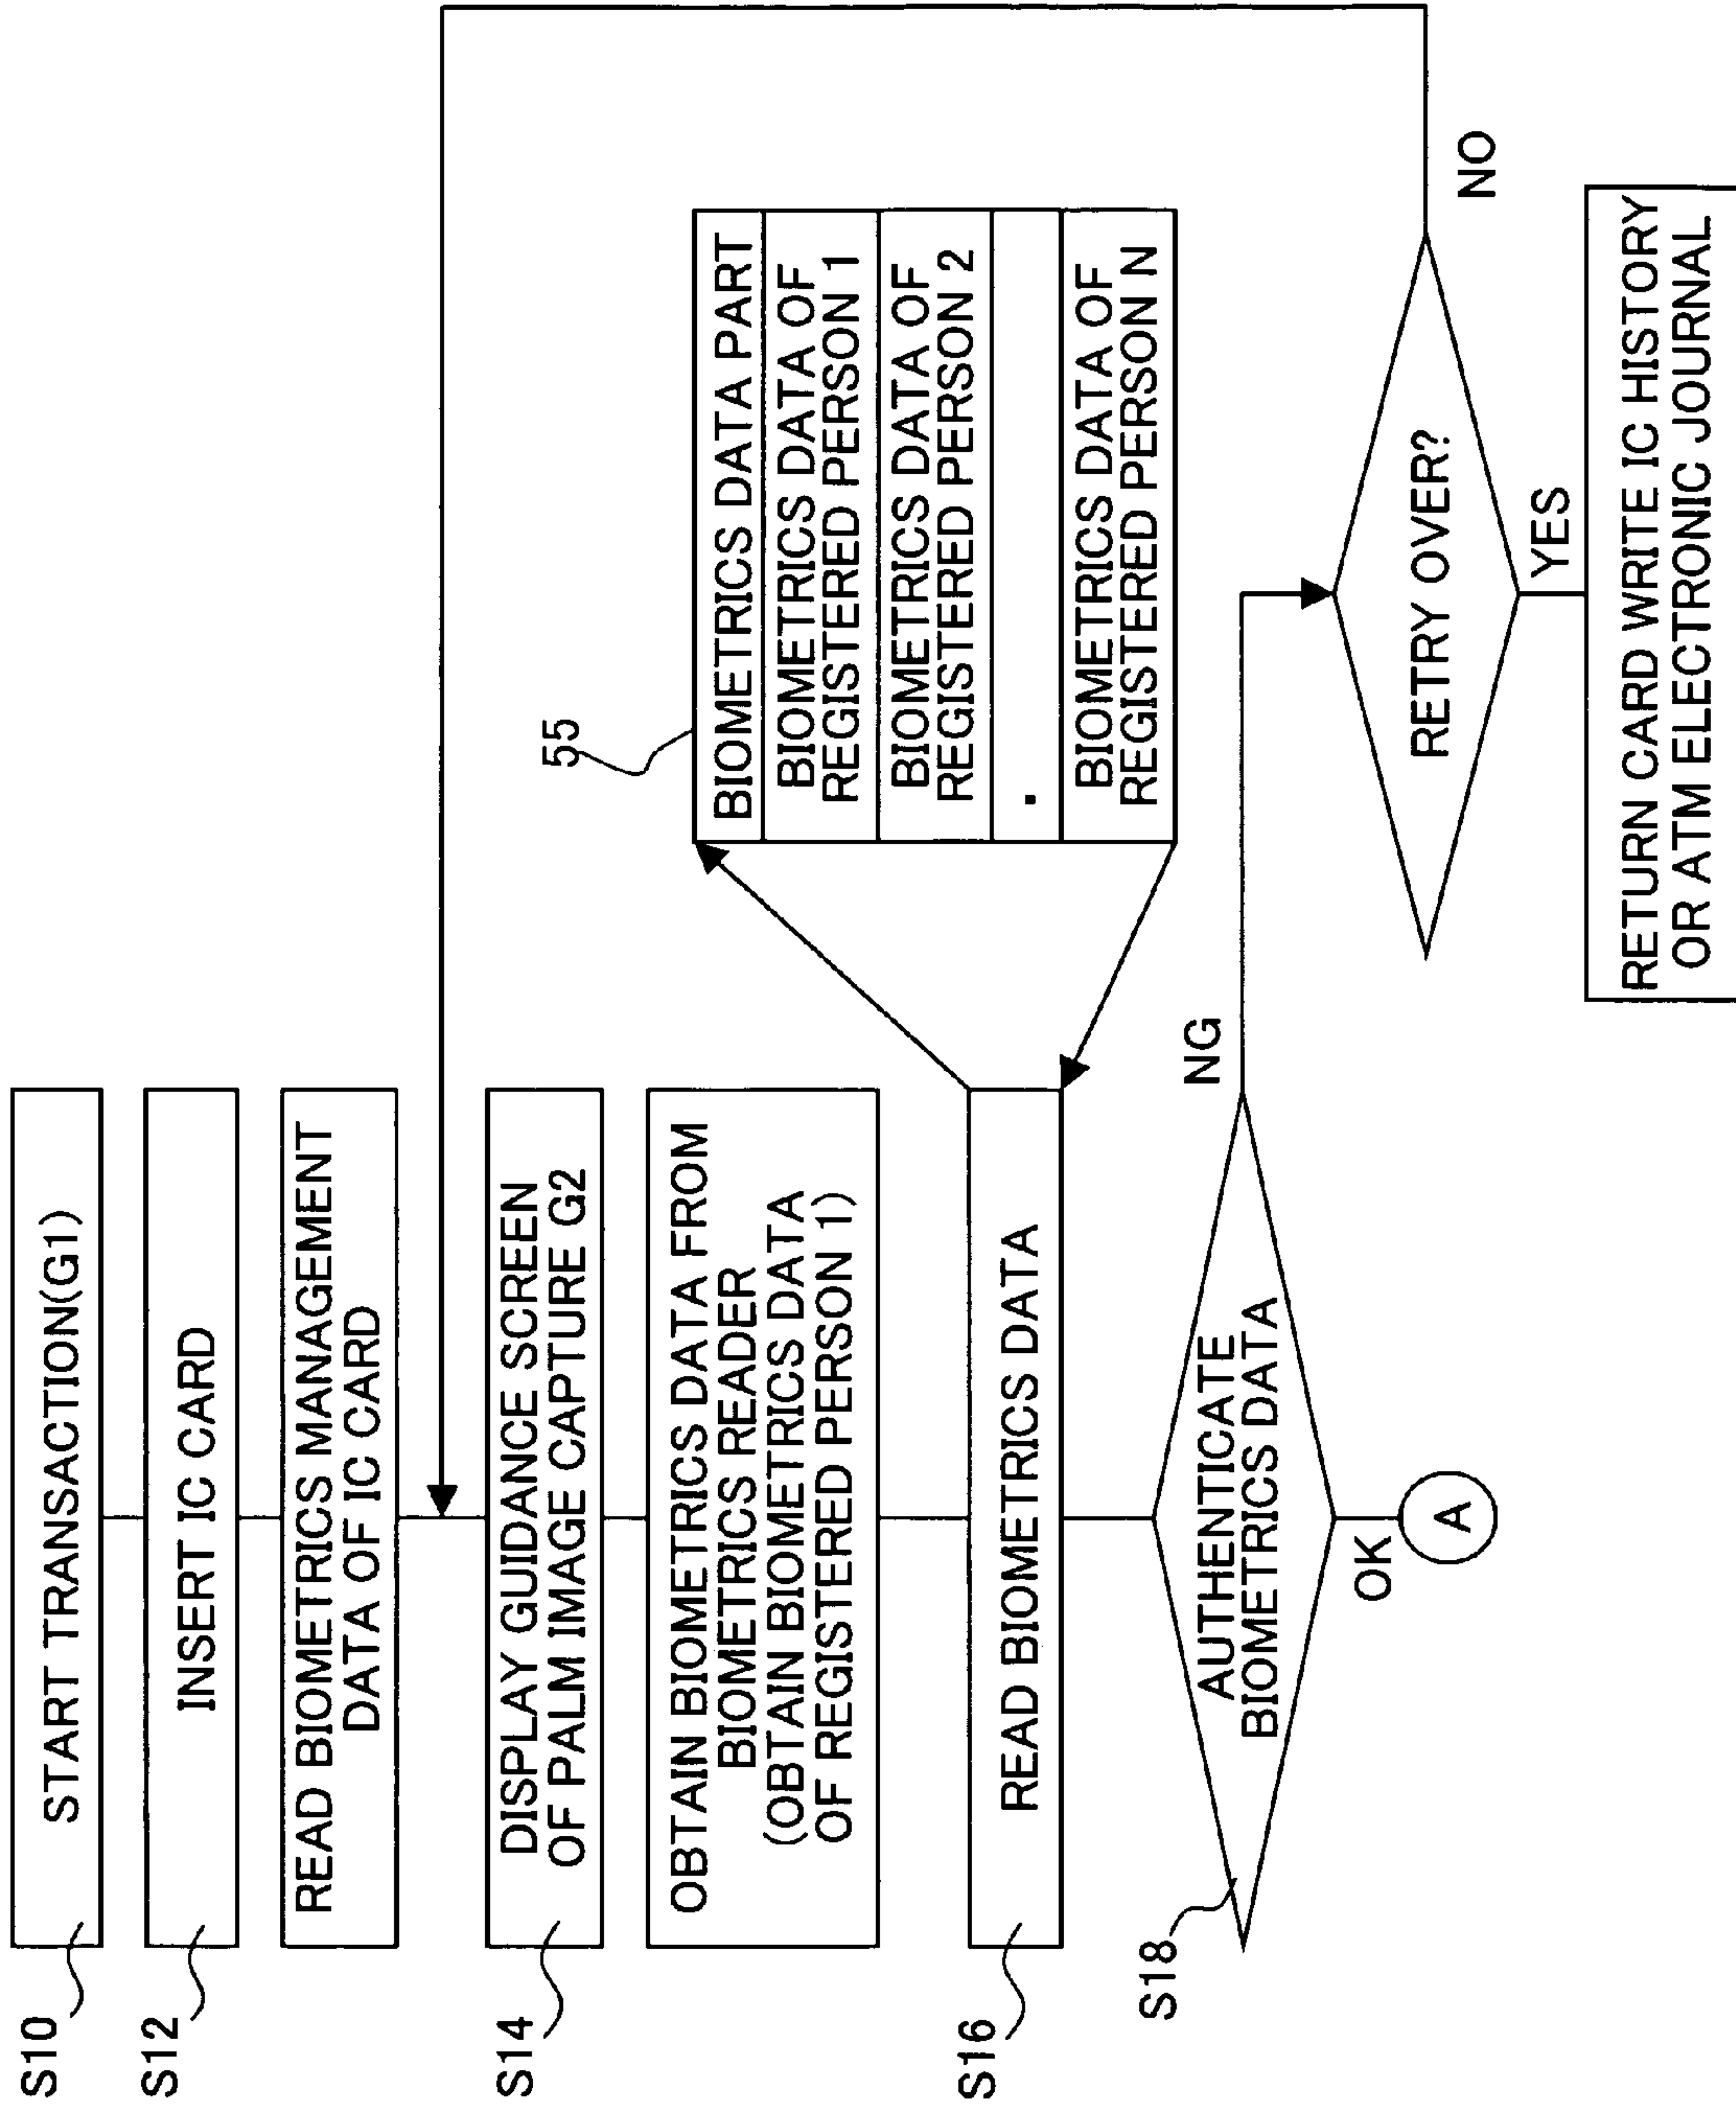 S10
START TRANSACTION(G1)
S12
INSERT IC CARD
READ BIOMETRICS MANAGEMENT
DATA OF IC CARD
S14
DISPLAY GUIDANCE SCREEN
OF PALM IMAGE CAPTURE G2
OBTAIN BIOMETRICS DATA FROM
BIOMETRICS READER
(OBTAIN BIOMETRICS DATA
OF REGISTERED PERSON 1)
S16
READ BIOMETRICS DATA
55
BIOMETRICS DATA PART
BIOMETRICS DATA OF
REGISTERED PERSON 1
BIOMETRICS DATA OF
REGISTERED PERSON 2
.
BIOMETRICS DATA OF
REGISTERED PERSON N
S18
AUTHENTICATE
BIOMETRICS DATA
NG
OK
A
RETRY OVER?
NO
YES
RETURN CARD WRITE IC HISTORY
OR ATM ELECTRONIC JOURNAL